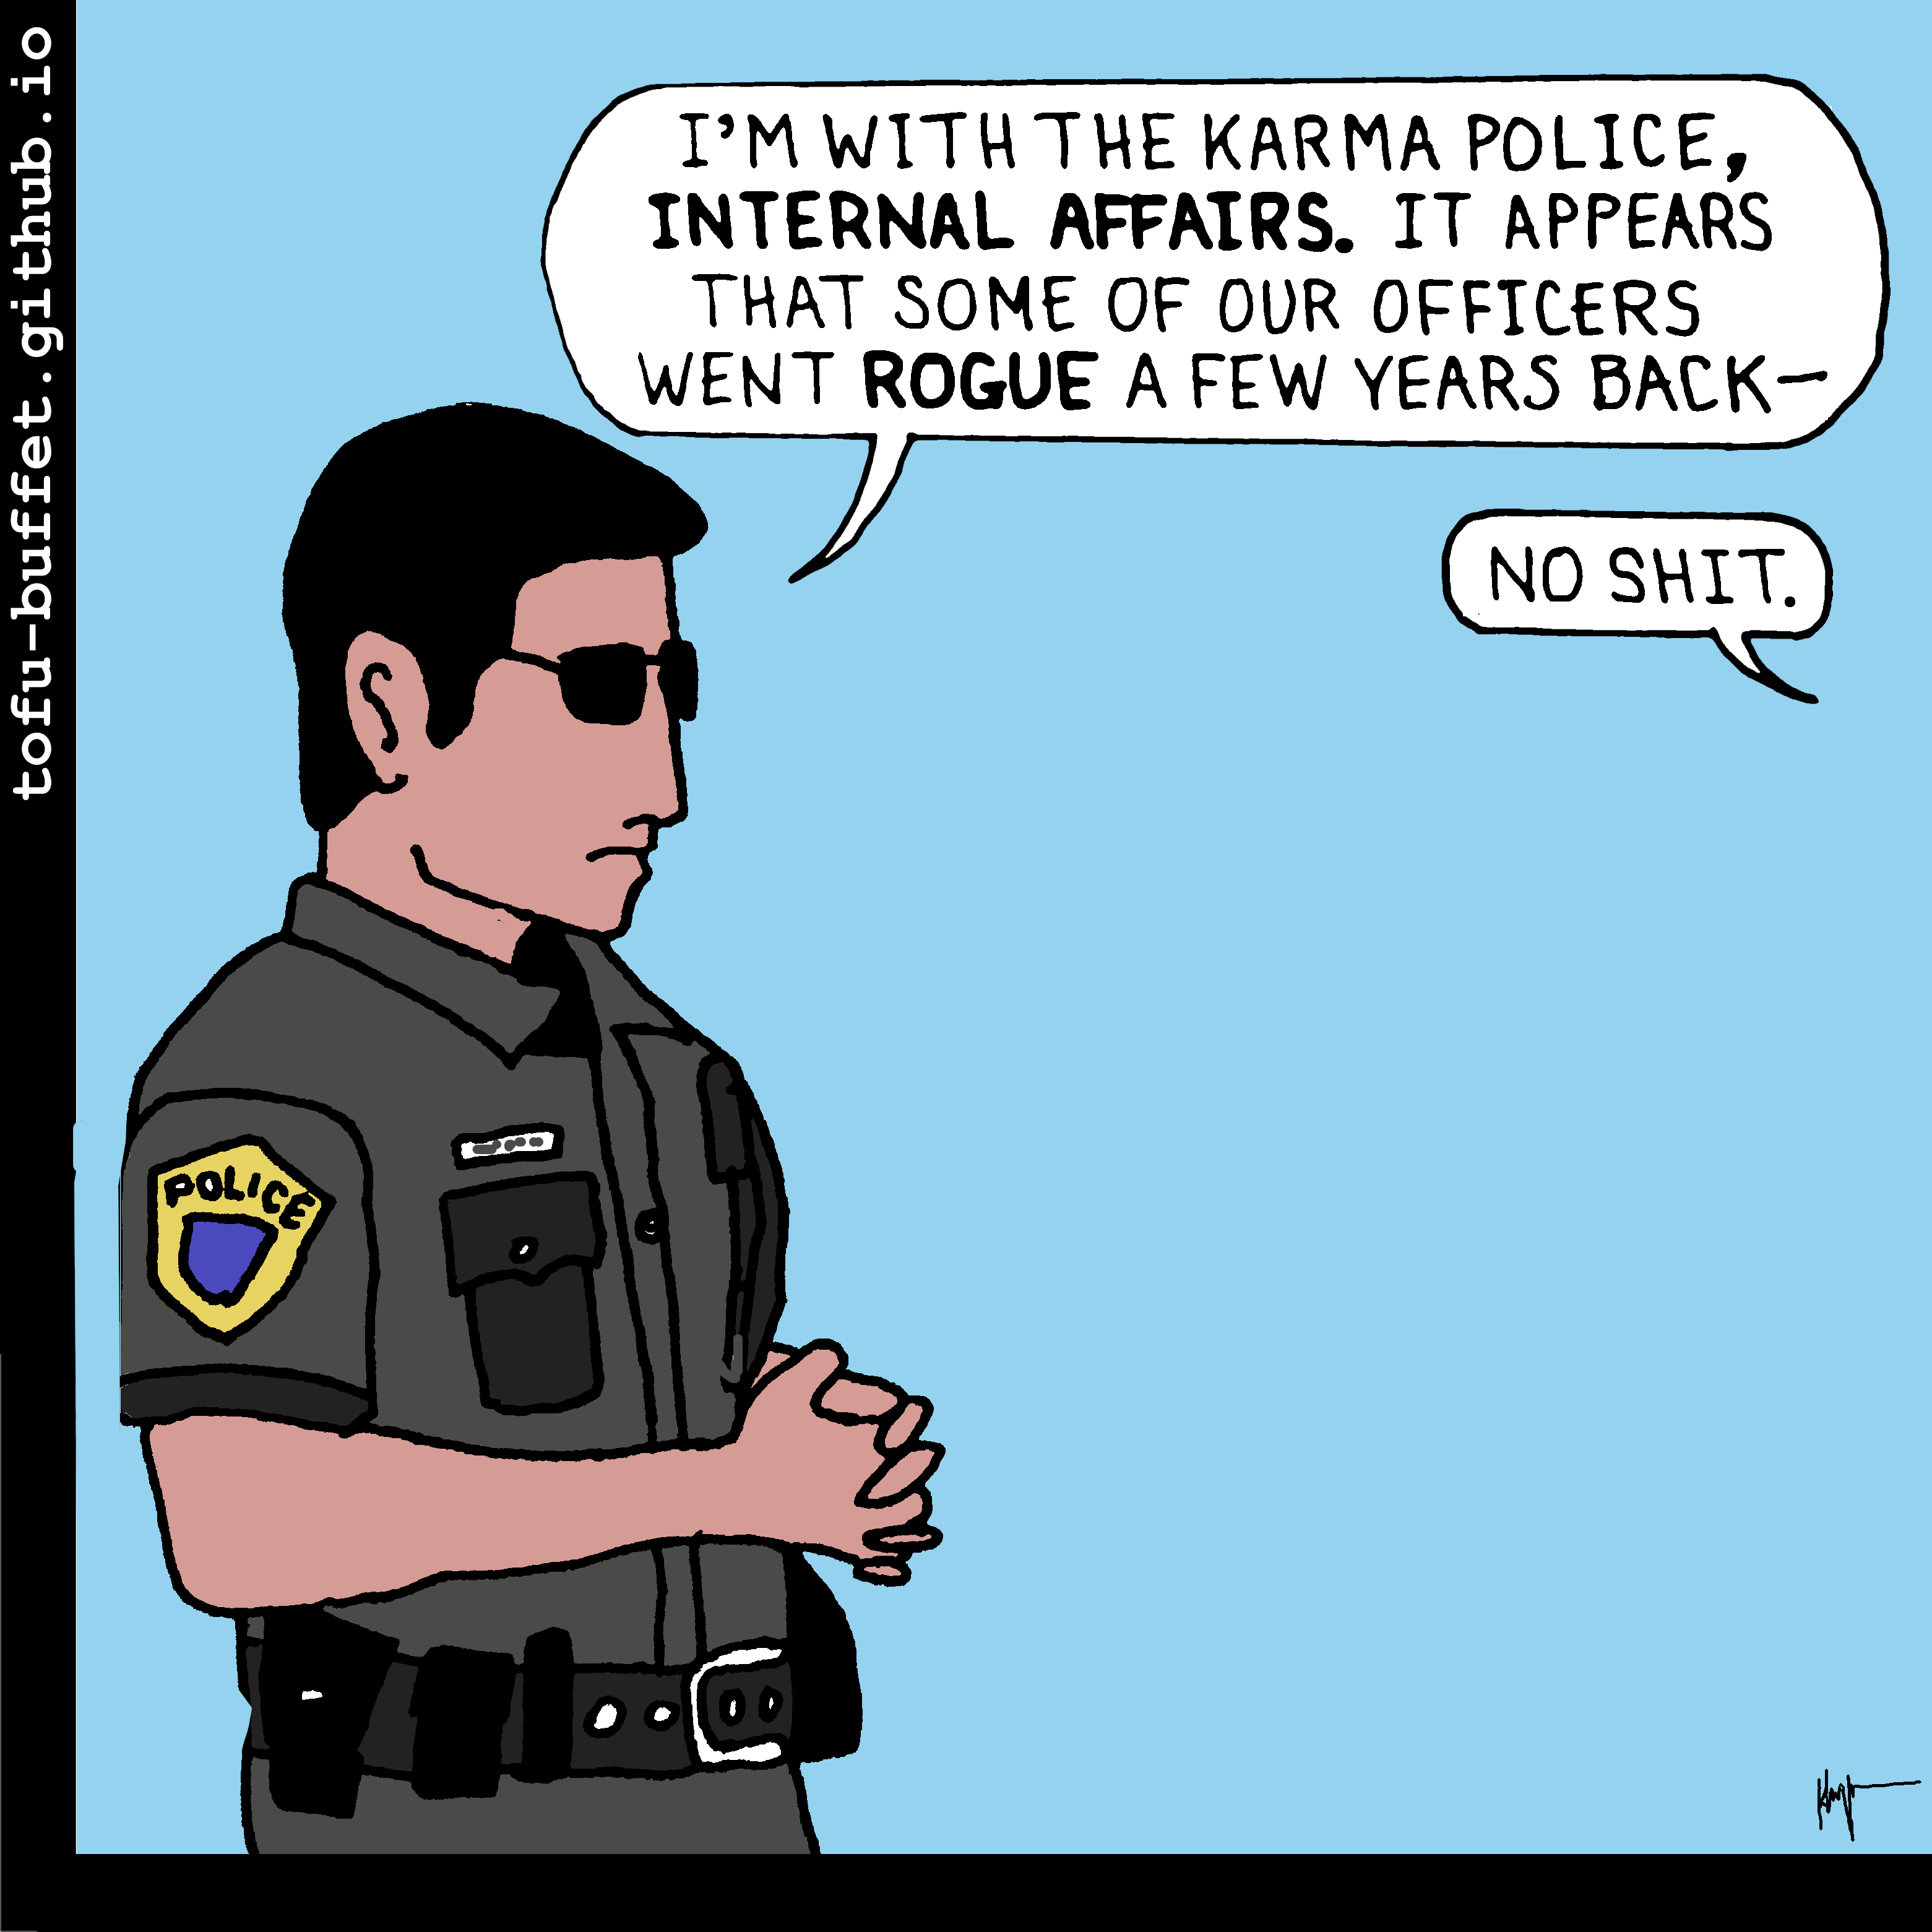 tofu-buffet.github.io
I'M WITH THE KARMA POLICE,
INTERNAL AFFAIRS. IT APPEARS
THAT SOME OF OUR OFFICERS
WENT ROGUE A FEW YEARS BACK—
NO SHIT.
POLICE